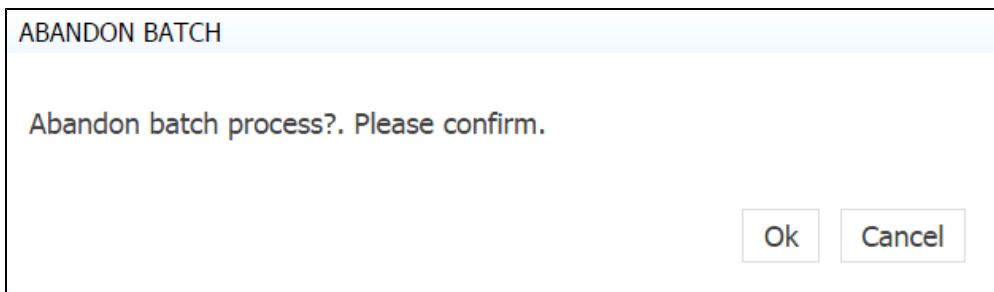 ABANDON BATCH
Abandon batch process?. Please confirm.
Ok Cancel